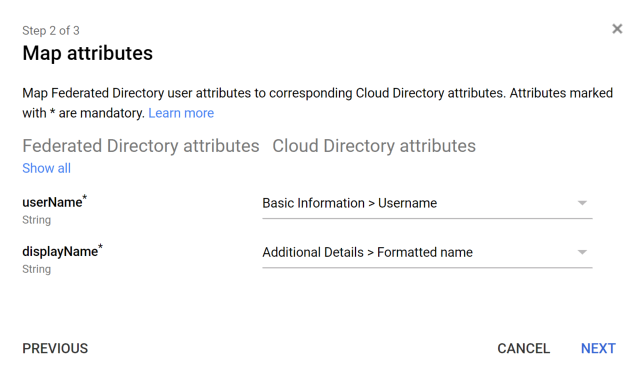 Step 2 of 3
Map attributes
Map Federated Directory user attributes to corresponding Cloud Directory attributes. Attributes marked
with * are mandatory. Learn more
Federated Directory attributes Cloud Directory attributes
Show all
userName* Basic Information > Username
String
displayName* Additional Details > Formatted name
String
PREVIOUS CANCEL NEXT